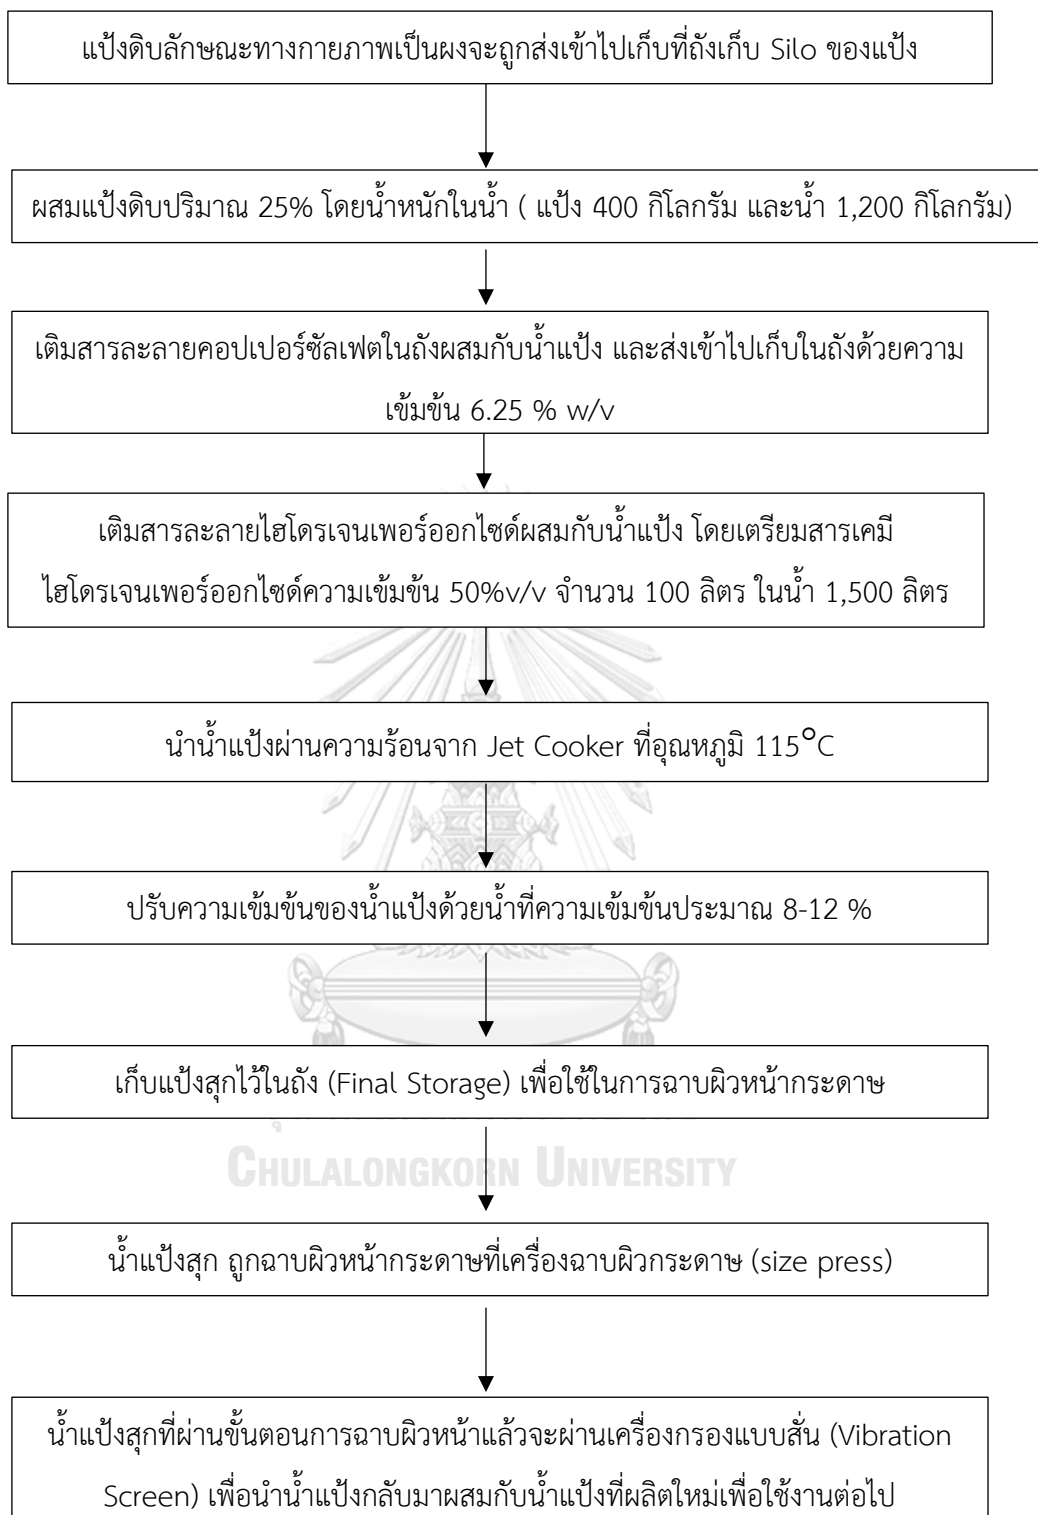 แป้งดิบลักษณะทางกายภาพเป็นผงจะถูกส่งเข้าไปเก็บที่ถังเก็บ Silo ของแป้ง
ผสมแป้งดิบปริมาณ 25% โดยน้ำหนักในน้ำ ( แป้ง 400 กิโลกรัม และน้ำ 1,200 กิโลกรัม)
เติมสารละลายคอปเปอร์ซัลเฟตในถังผสมกับน้ำแป้ง และส่งเข้าไปเก็บในถังด้วยความ
เข้มข้น 6.25 % w/v
เติมสารละลายไฮโดรเจนเพอร์ออกไซด์ผสมกับน้ำแป้ง โดยเตรียมสารเคมี
ไฮโดรเจนเพอร์ออกไซด์ความเข้มข้น 50%v/v จำนวน 100 ลิตร ในน้ำ 1,500 ลิตร
นำน้ำแป้งผ่านความร้อนจาก Jet Cooker ที่อุณหภูมิ 115°C
ปรับความเข้มข้นของน้ำแป้งด้วยน้ำที่ความเข้มข้นประมาณ 8-12 %
เก็บแป้งสุกไว้ในถัง (Final Storage) เพื่อใช้ในการฉาบผิวหน้ากระดาษ
CHULALONGKORN UNIVERSITY
น้ำแป้งสุก ถูกฉาบผิวหน้ากระดาษที่เครื่องฉาบผิวกระดาษ (size press)
น้ำแป้งสุกที่ผ่านขั้นตอนการฉาบผิวหน้าแล้วจะผ่านเครื่องกรองแบบสั่น (Vibration
Screen) เพื่อนำน้ำแป้งกลับมาผสมกับน้ำแป้งที่ผลิตใหม่เพื่อใช้งานต่อไป